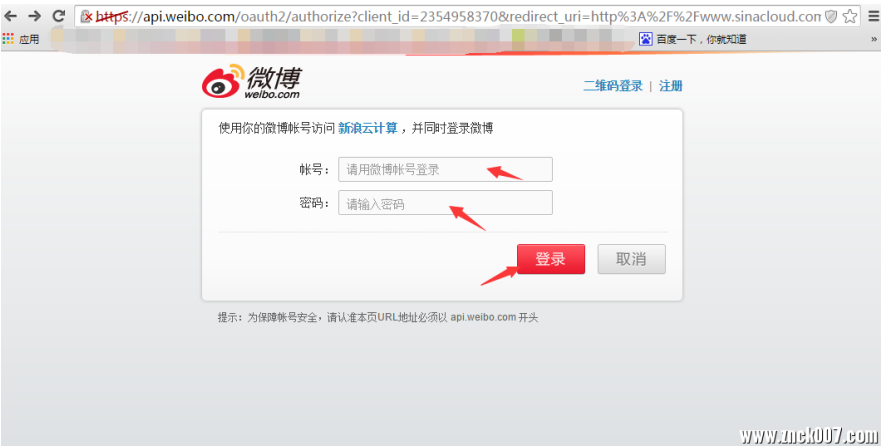 https://api.weibo.com/oauth2/authorize?client_id=2354958370&redirect_uri=http%3A%2F%2Fwww.sinacloud.com
应用
百度一下，你就知道
»
微博
weibo.com
二维码登录 | 注册
使用你的微博帐号访问 新浪云计算 ，并同时登录微博
帐号： 请用微博帐号登录
密码： 请输入密码
登录 取消
提示：为保障帐号安全，请认准本页URL地址必须以 api.weibo.com 开头
www.znck007.com